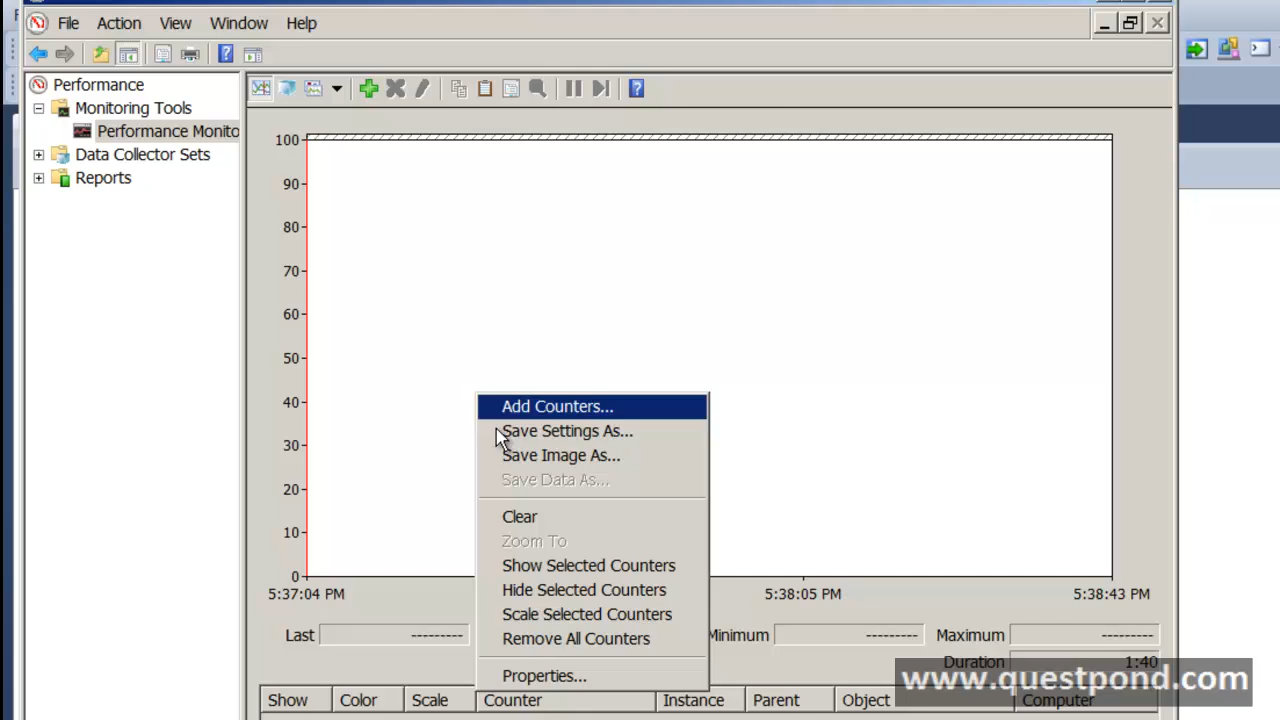 File Action View Window Help
Performance
Monitoring Tools
Performance Monito
Data Collector Sets
Reports
100
90
80
70
60
50
40
30
20
10
0
5:37:04 PM 5:38:05 PM 5:38:43 PM
Add Counters...
Save Settings As...
Save Image As...
Save Data As...
Clear
Zoom To
Show Selected Counters
Hide Selected Counters
Scale Selected Counters
Remove All Counters
Properties...
Last --------- Minimum --------- Maximum ---------
Duration 1:40
www.questpond.com
Show Color Scale Counter Instance Parent Object Computer